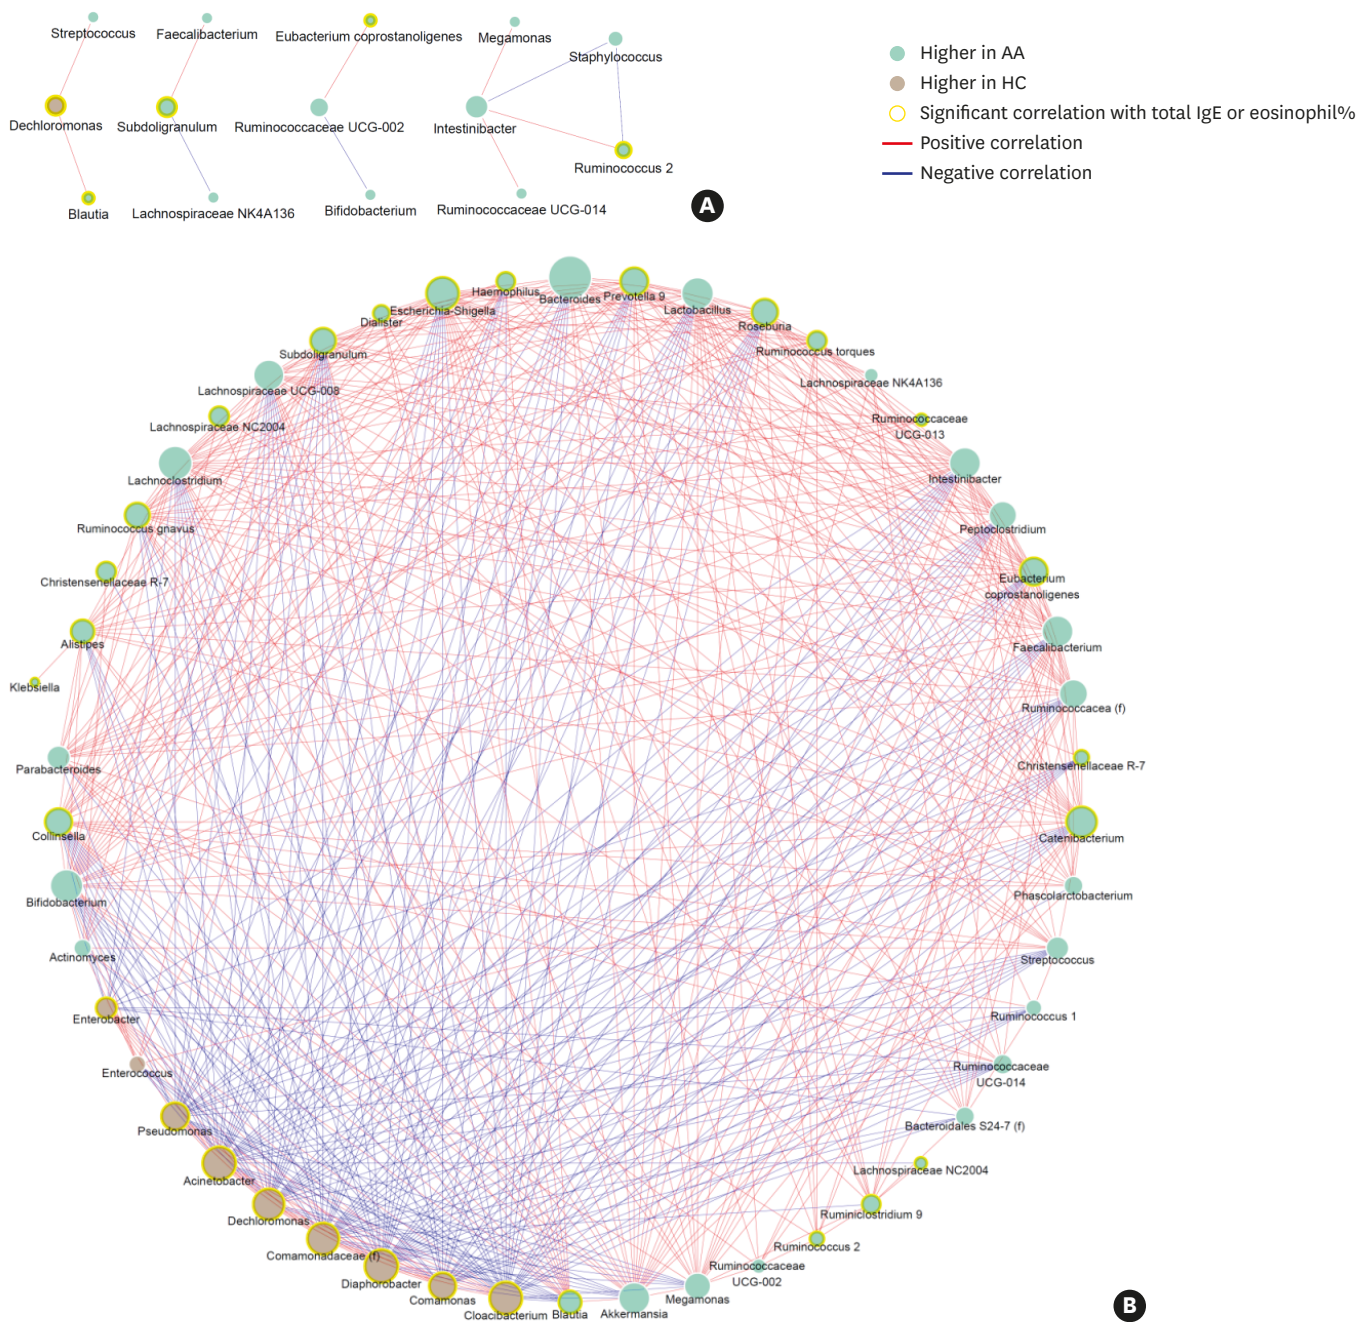 Streptococcus
Faecalibacterium
Eubacterium coprostanoligenes
Megamonas
Staphylococcus
Dechloromonas
Subdoligranulum
Ruminococcaceae UCG-002
Intestinibacter
Ruminococcus 2
Blautia
Lachnospiraceae NK4A136
Bifidobacterium
Ruminococcaceae UCG-014
A
Higher in AA
Higher in HC
Significant correlation with total IgE or eosinophil%
Positive correlation
Negative correlation
Haemophilus
Bacteroides
Prevotella 9
Lactobacillus
Roseburia
Ruminococcus torques
Lachnospiraceae NK4A136
Ruminococcaceae
UCG-013
Intestinibacter
Peptoclostridium
Eubacterium
coprostanoligenes
Faecalibacterium
Ruminococcacea (f)
Christensenellaceae R-7
Catenibacterium
Phascolarctobacterium
Streptococcus
Ruminococcus 1
Ruminococcaceae
UCG-014
Bacteroidales S24-7 (f)
Lachnospiraceae NC2004
Ruminiclostridium 9
Ruminococcus 2
Ruminococcaceae
UCG-002
Megamonas
Akkermansia
Blautia
Cloacibacterium
Comamonas
Diaphorobacter
Comamonadaceae (f)
Dechloromonas
Acinetobacter
Pseudomonas
Enterococcus
Enterobacter
Actinomyces
Bifidobacterium
Collinsella
Parabacteroides
Klebsiella
Alistipes
Christensenellaceae R-7
Ruminococcus gnavus
Lachnoclostridium
Lachnospiraceae NC2004
Lachnospiraceae UCG-008
Subdoligranulum
Dialister
Escherichia-Shigella
B